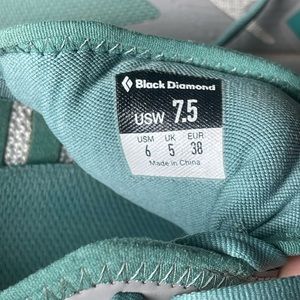 Black Diamond
USW 7.5
USM UK EUR
6 5 38
Made in China